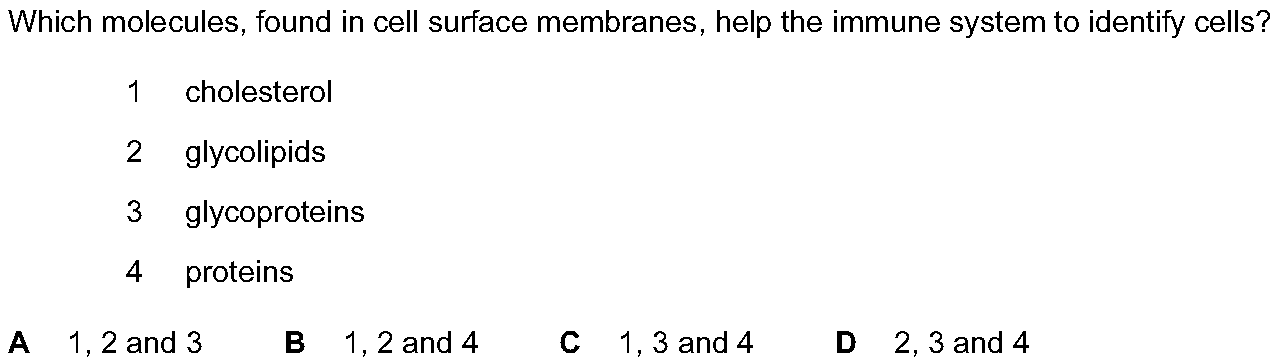 Which molecules, found in cell surface membranes, help the immune system to identify cells?
1 cholesterol
2 glycolipids
3 glycoproteins
4 proteins
A 1, 2 and 3 B 1, 2 and 4 C 1, 3 and 4 D 2, 3 and 4